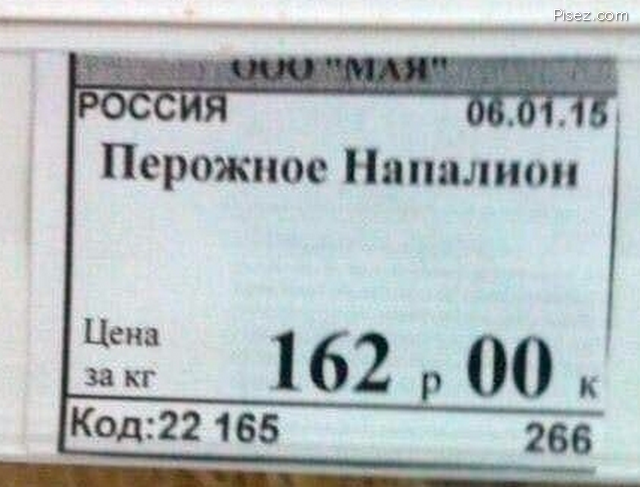 Pisez.com
ООО "МАЯ"
РОССИЯ 06.01.15
Перожное Напалион
Цена
за кг 162 р 00 к
Код:22 165 266